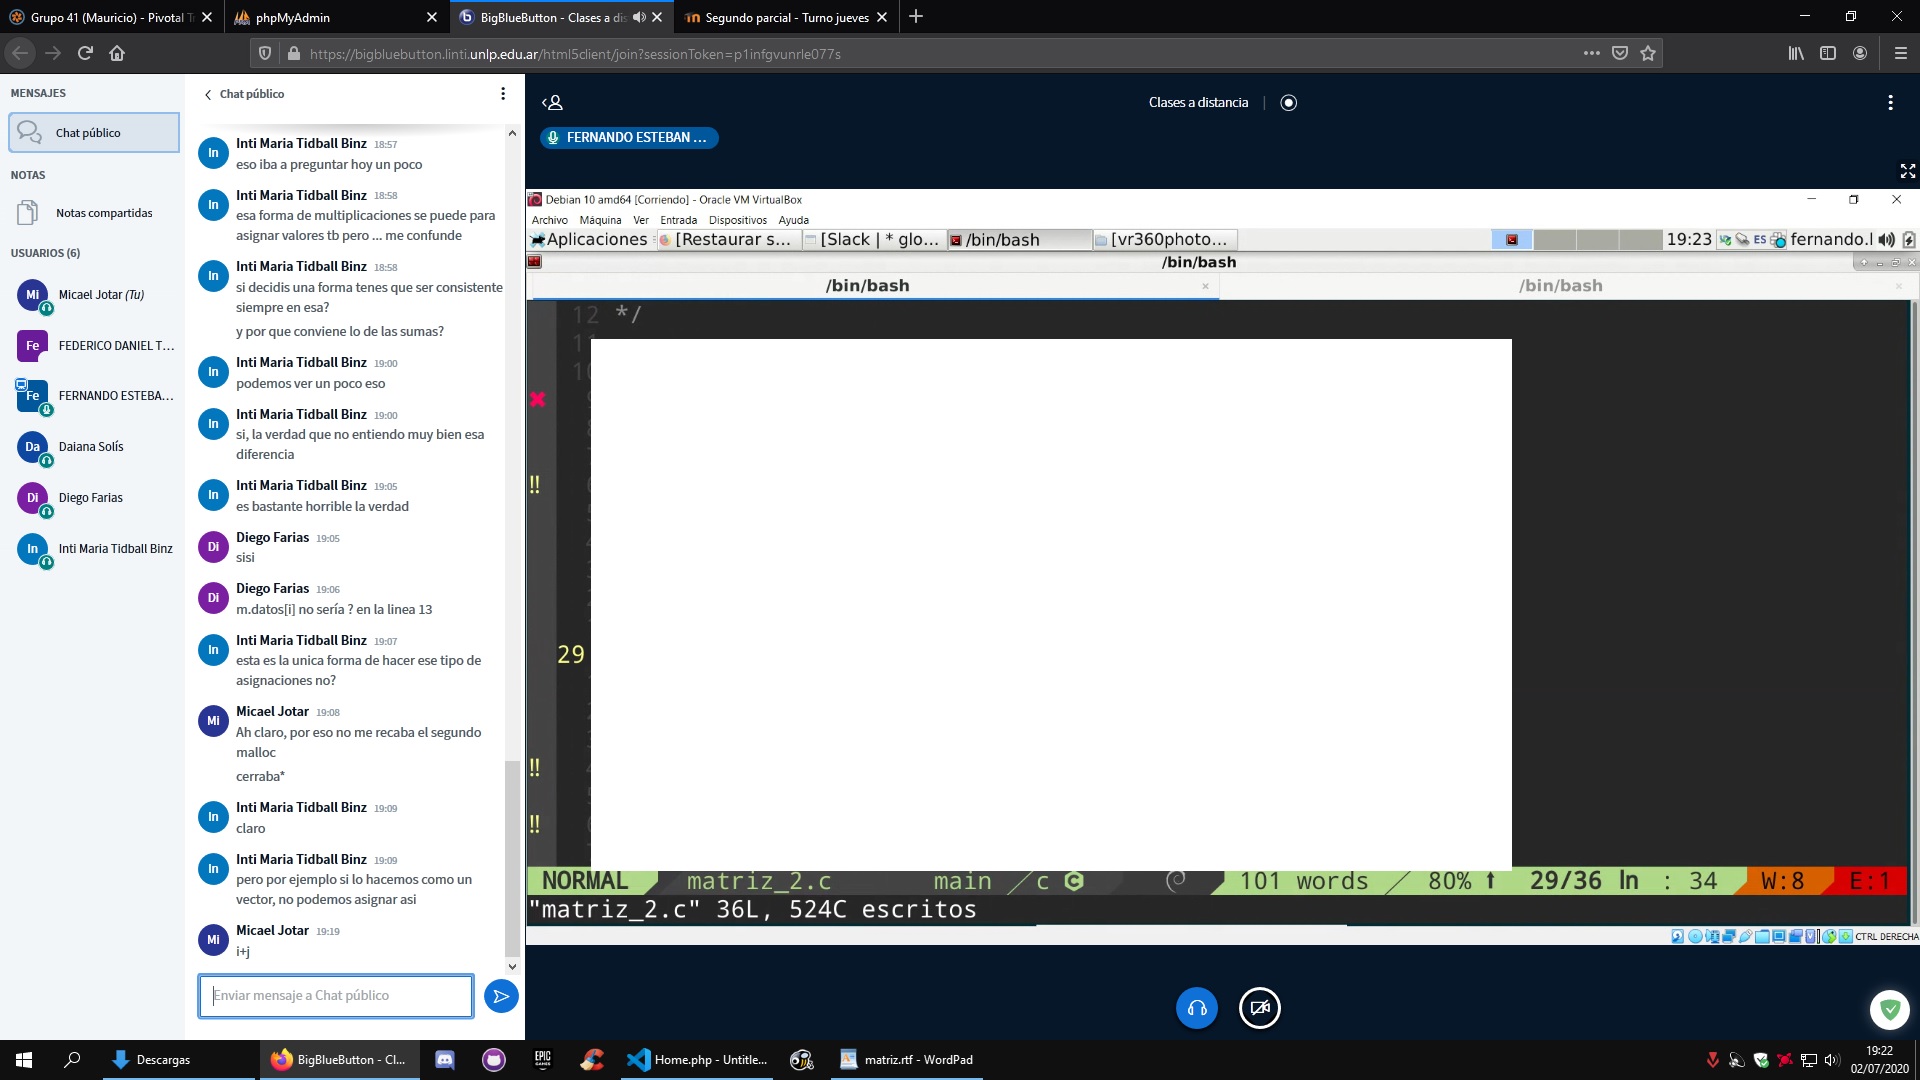 Grupo 41 (Mauricio) - Pivotal T
phpMyAdmin
BigBlueButton - Clases a dis
Segundo parcial - Turno jueves
https://bigbluebutton.linti.unlp.edu.ar/html5client/join?sessionToken=p1infgvunrle077s
MENSAJES
Chat público
NOTAS
Notas compartidas
USUARIOS (6)
Mi
Micael Jotar (Tu)
Fe
FEDERICO DANIEL T...
Fe
FERNANDO ESTEBA...
Da
Daiana Solís
Di
Diego Farias
In
Inti Maria Tidball Binz
Chat público
In
Inti Maria Tidball Binz 18:57
eso iba a preguntar hoy un poco
In
Inti Maria Tidball Binz 18:58
esa forma de multiplicaciones se puede para
asignar valores tb pero ... me confunde
In
Inti Maria Tidball Binz 18:58
si decidis una forma tenes que ser consistente
siempre en esa?
y por que conviene lo de las sumas?
In
Inti Maria Tidball Binz 19:00
podemos ver un poco eso
In
Inti Maria Tidball Binz 19:00
si, la verdad que no entiendo muy bien esa
diferencia
In
Inti Maria Tidball Binz 19:05
es bastante horrible la verdad
Di
Diego Farias 19:05
sisi
Di
Diego Farias 19:06
m.datos[i] no sería ? en la linea 13
In
Inti Maria Tidball Binz 19:07
esta es la unica forma de hacer ese tipo de
asignaciones no?
Mi
Micael Jotar 19:08
Ah claro, por eso no me recaba el segundo
malloc
cerraba*
In
Inti Maria Tidball Binz 19:09
claro
In
Inti Maria Tidball Binz 19:09
pero por ejemplo si lo hacemos como un
vector, no podemos asignar asi
Mi
Micael Jotar 19:19
i+j
Enviar mensaje a Chat público
Clases a distancia
FERNANDO ESTEBAN ...
Debian 10 amd64 [Corriendo] - Oracle VM VirtualBox
Archivo Máquina Ver Entrada Dispositivos Ayuda
Aplicaciones
[Restaurar s...
[Slack | * glo...
/bin/bash
[vr360photo...
19:23
ES
fernando.l
/bin/bash
/bin/bash
/bin/bash
12 */
!!
29
!!
!!
NORMAL matriz_2.c main / c 101 words / 80% 29/36 ln : 34 W:8 E:1
"matriz_2.c" 36L, 524C escritos
CTRL DERECHA
Descargas
BigBlueButton - Cl...
EPIC GAMES
Home.php - Untitle...
matriz.rtf - WordPad
19:22
02/07/2020